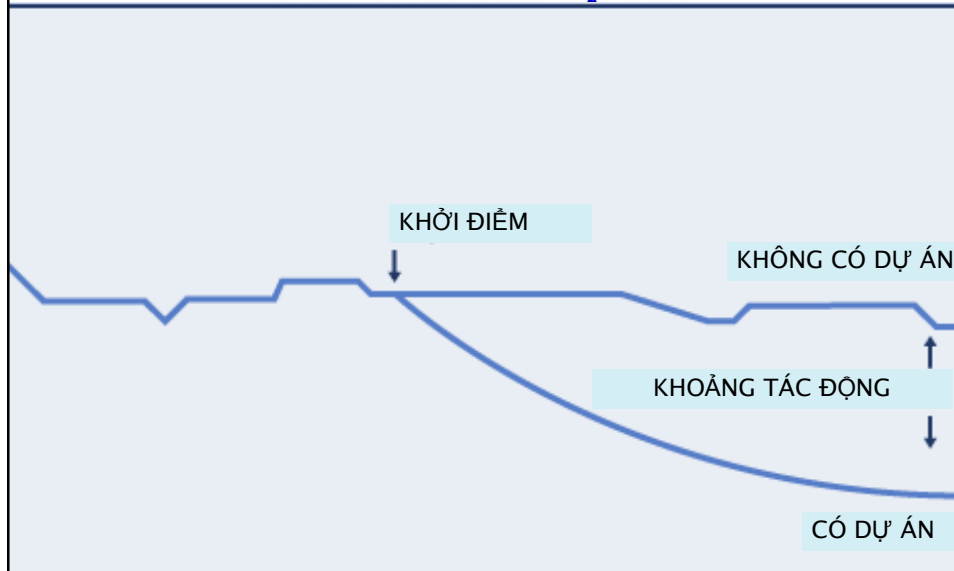 KHỞI ĐIỂM
KHÔNG CÓ DỰ ÁN
KHOẢNG TÁC ĐỘNG
CÓ DỰ ÁN